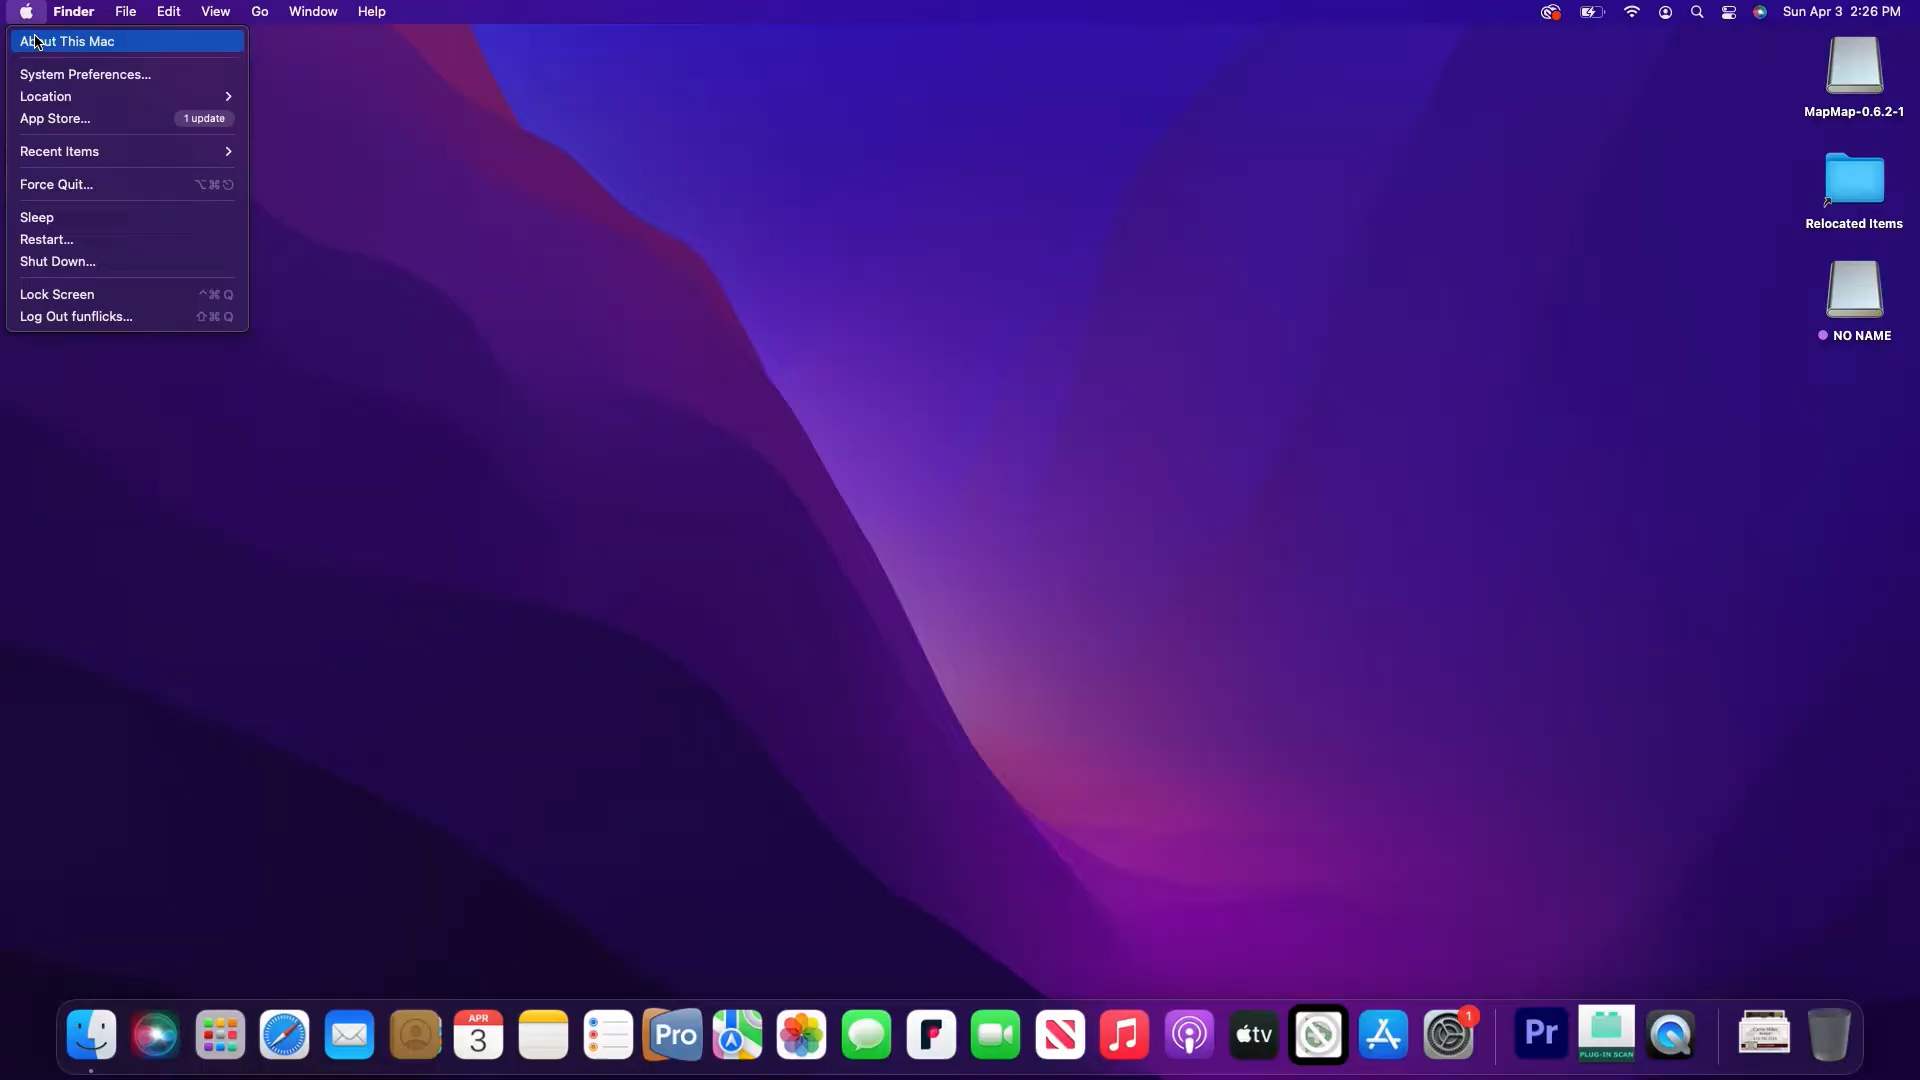 Finder File Edit View Go Window Help
Sun Apr 3 2:26 PM
About This Mac
System Preferences...
Location
App Store... 1 update
Recent Items
Force Quit... ⌥⌘⎋
Sleep
Restart...
Shut Down...
Lock Screen ^⌘Q
Log Out funflicks... ⇧⌘Q
MapMap-0.6.2-1
Relocated Items
NO NAME
APR
3
Pro
tv
1
Pr
PLUG-IN SCAN